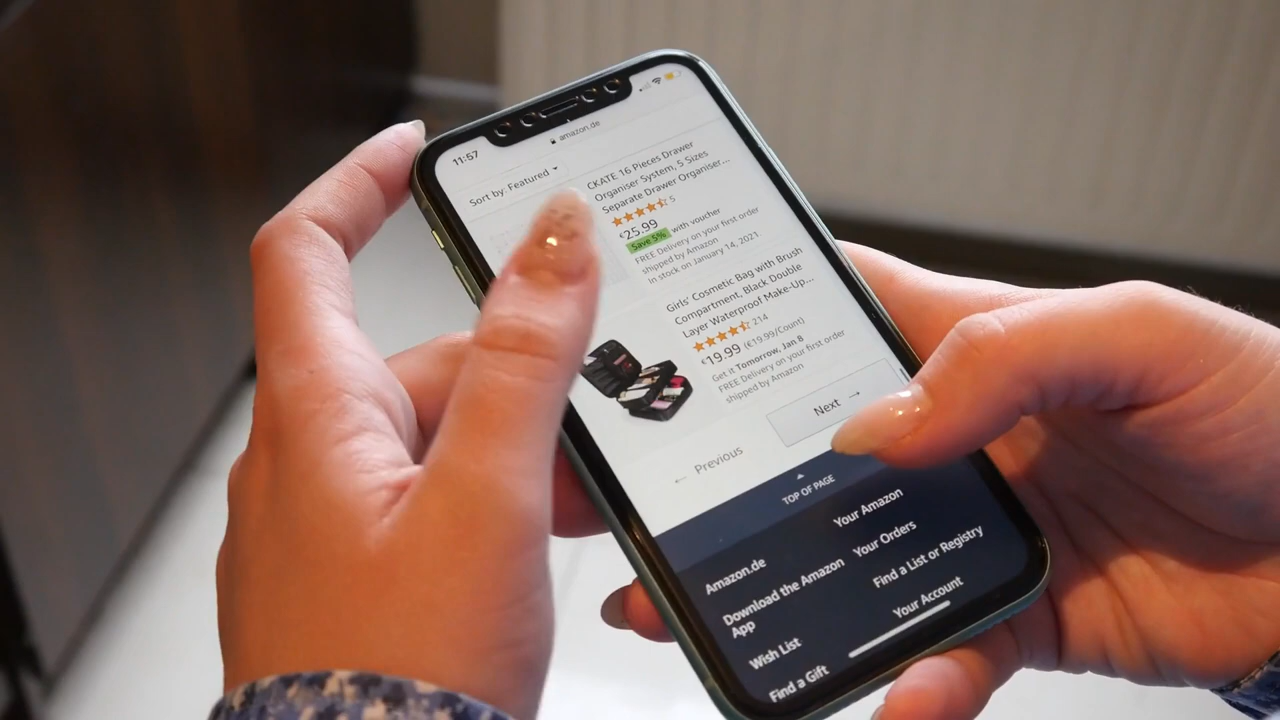 11:57
amazon.de
Sort by: Featured
CKATE 16 Pieces Drawer
Organiser System, 5 Sizes
Separate Drawer Organiser...
5
€25.99
Save 5% with voucher
FREE Delivery on your first order
shipped by Amazon
In stock on January 14, 2021.
Girls' Cosmetic Bag with Brush
Compartment, Black Double
Layer Waterproof Make-Up...
214
€19.99 (€19.99/Count)
Get it Tomorrow, Jan 8
FREE Delivery on your first order
shipped by Amazon
Next →
← Previous
TOP OF PAGE
Amazon.de
Your Amazon
Download the Amazon
App
Your Orders
Wish List
Find a List or Registry
Find a Gift
Your Account